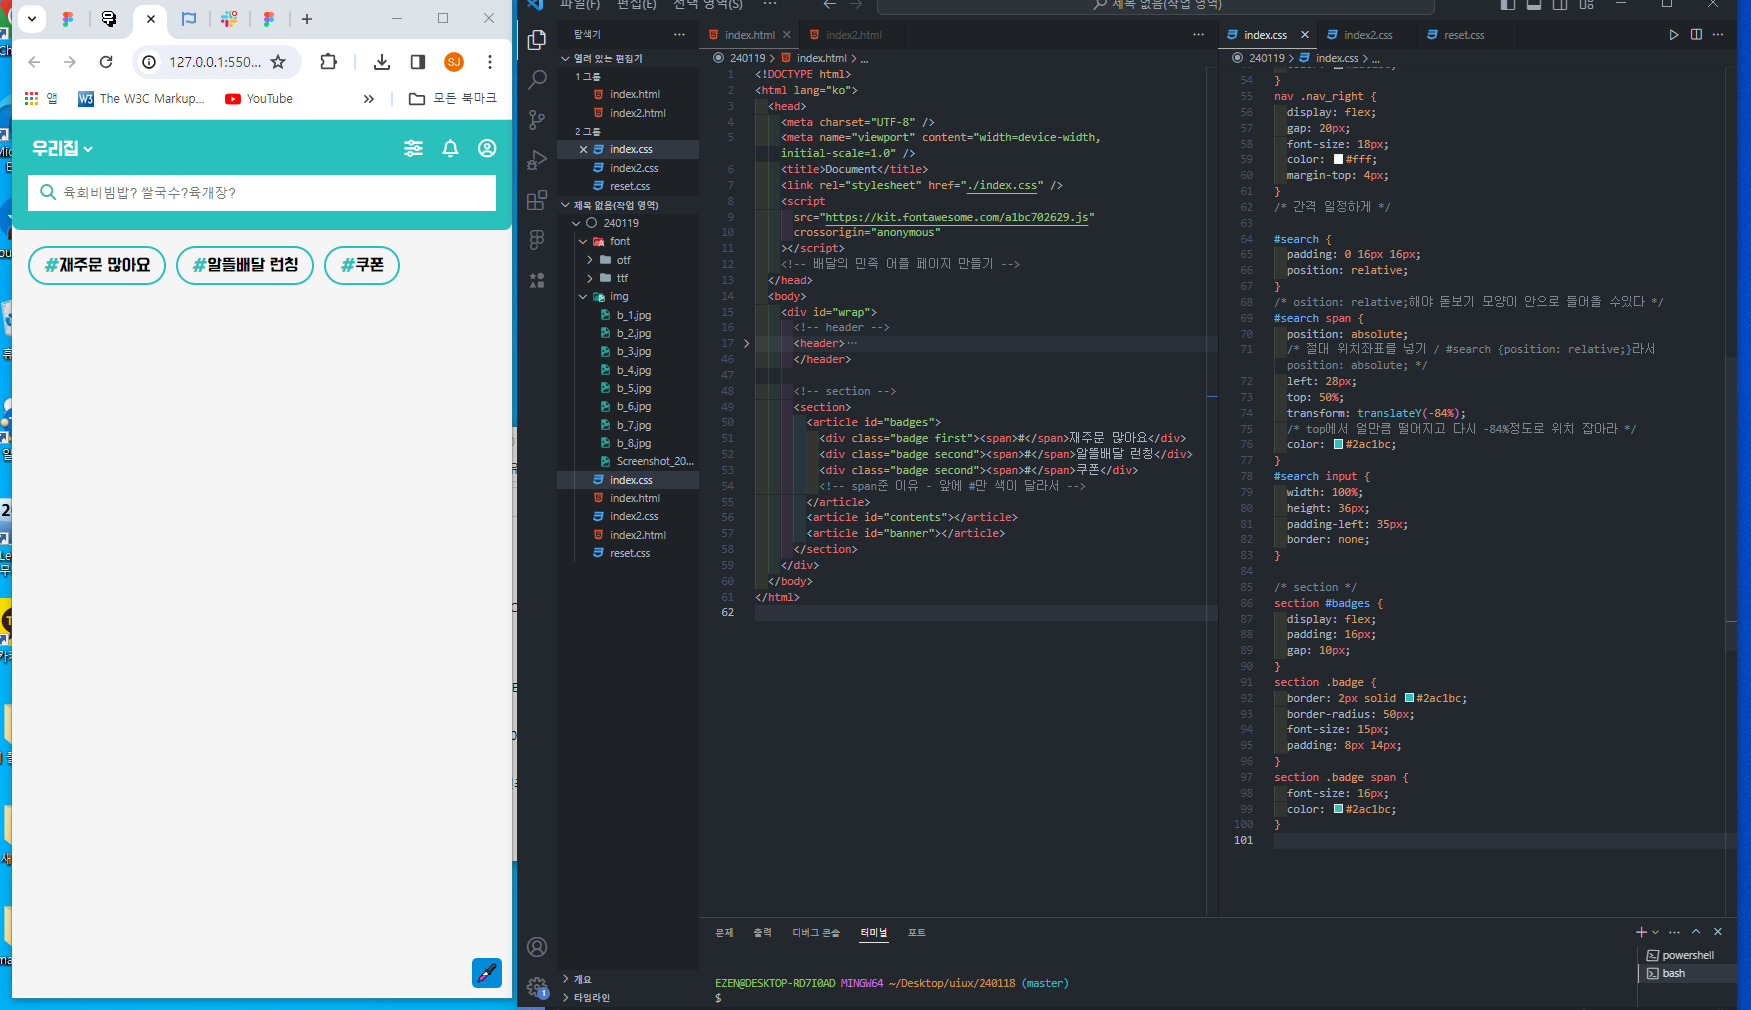 127.0.0.1:550...
SJ
앱
The W3C Markup...
YouTube
모든 북마크
우리집
육회비빔밥? 쌀국수?육개장?
#재주문 많아요
#알뜰배달 런칭
#쿠폰
파일(F) 편집(E) 선택 영역(S) ···
제목 없음(작업 영역)
탐색기
열려 있는 편집기
1 그룹
index.html
index2.html
2 그룹
index.css
index2.css
reset.css
제목 없음(작업 영역)
240119
font
otf
ttf
img
b_1.jpg
b_2.jpg
b_3.jpg
b_4.jpg
b_5.jpg
b_6.jpg
b_7.jpg
b_8.jpg
Screenshot_20...
index.css
index.html
index2.css
index2.html
reset.css
개요
타임라인
1
index.html
index2.html
240119 > index.html > ...
1 <!DOCTYPE html>
2 <html lang="ko">
3 <head>
4 <meta charset="UTF-8" />
5 <meta name="viewport" content="width=device-width,
initial-scale=1.0" />
6 <title>Document</title>
7 <link rel="stylesheet" href="./index.css" />
8 <script
9 src="https://kit.fontawesome.com/a1bc702629.js"
10 crossorigin="anonymous"
11 ></script>
12 <!-- 배달의 민족 어플 페이지 만들기 -->
13 </head>
14 <body>
15 <div id="wrap">
16 <!-- header -->
17 <header>···
46 </header>
47
48 <!-- section -->
49 <section>
50 <article id="badges">
51 <div class="badge first"><span>#</span>재주문 많아요</div>
52 <div class="badge second"><span>#</span>알뜰배달 런칭</div>
53 <div class="badge second"><span>#</span>쿠폰</div>
54 <!-- span준 이유 - 앞에 #만 색이 달라서 -->
55 </article>
56 <article id="contents"></article>
57 <article id="banner"></article>
58 </section>
59 </div>
60 </body>
61 </html>
62
index.css
index2.css
reset.css
240119 > index.css > ...
54 }
55 nav .nav_right {
56 display: flex;
57 gap: 20px;
58 font-size: 18px;
59 color: #fff;
60 margin-top: 4px;
61 }
62 /* 간격 일정하게 */
63
64 #search {
65 padding: 0 16px 16px;
66 position: relative;
67 }
68 /* osition: relative;해야 돋보기 모양이 안으로 들어올 수있다 */
69 #search span {
70 position: absolute;
71 /* 절대 위치좌표를 넣기 / #search {position: relative;}라서
position: absolute; */
72 left: 28px;
73 top: 50%;
74 transform: translateY(-84%);
75 /* top에서 얼만큼 떨어지고 다시 -84%정도로 위치 잡아라 */
76 color: #2ac1bc;
77 }
78 #search input {
79 width: 100%;
80 height: 36px;
81 padding-left: 35px;
82 border: none;
83 }
84
85 /* section */
86 section #badges {
87 display: flex;
88 padding: 16px;
89 gap: 10px;
90 }
91 section .badge {
92 border: 2px solid #2ac1bc;
93 border-radius: 50px;
94 font-size: 15px;
95 padding: 8px 14px;
96 }
97 section .badge span {
98 font-size: 16px;
99 color: #2ac1bc;
100 }
101
문제 출력 디버그 콘솔 터미널 포트
EZEN@DESKTOP-RD7I0AD MINGW64 ~/Desktop/uiux/240118 (master)
$
powershell
bash